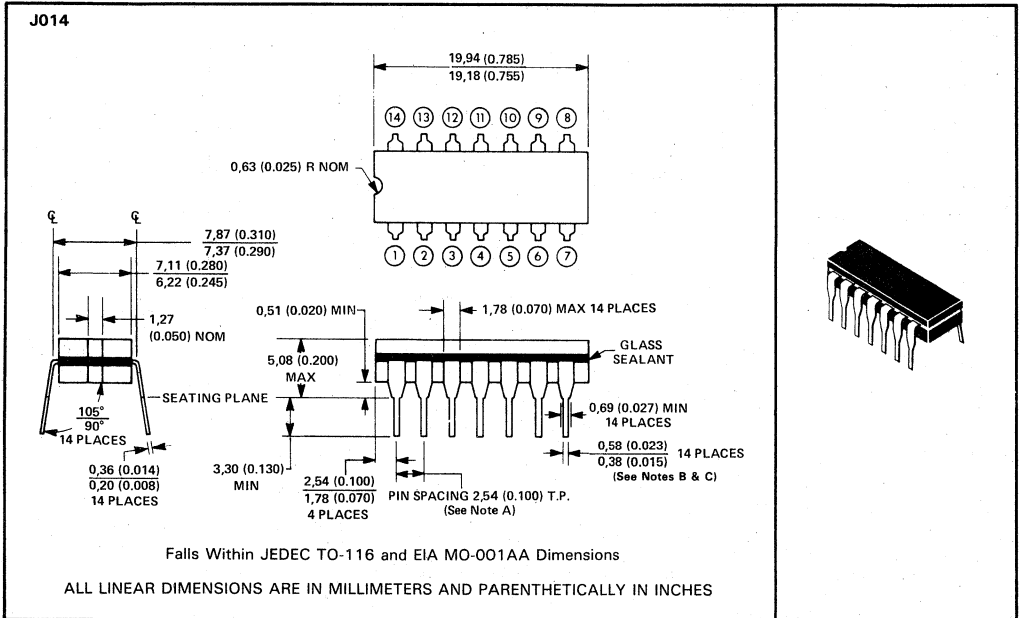 J014
19,94 (0.785)
19,18 (0.755)
14 13 12 11 10 9 8
0,63 (0.025) R NOM
1 2 3 4 5 6 7
℄ ℄
7,87 (0.310)
7,37 (0.290)
7,11 (0.280)
6,22 (0.245)
1,27
(0.050) NOM
0,51 (0.020) MIN
1,78 (0.070) MAX 14 PLACES
5,08 (0.200)
MAX
GLASS
SEALANT
SEATING PLANE
105°
90°
14 PLACES
0,69 (0.027) MIN
14 PLACES
0,36 (0.014)
0,20 (0.008)
14 PLACES
3,30 (0.130)
MIN
2,54 (0.100)
1,78 (0.070)
4 PLACES
PIN SPACING 2,54 (0.100) T.P.
(See Note A)
0,58 (0.023)
0,38 (0.015)
14 PLACES
(See Notes B & C)
Falls Within JEDEC TO-116 and EIA MO-001AA Dimensions
ALL LINEAR DIMENSIONS ARE IN MILLIMETERS AND PARENTHETICALLY IN INCHES